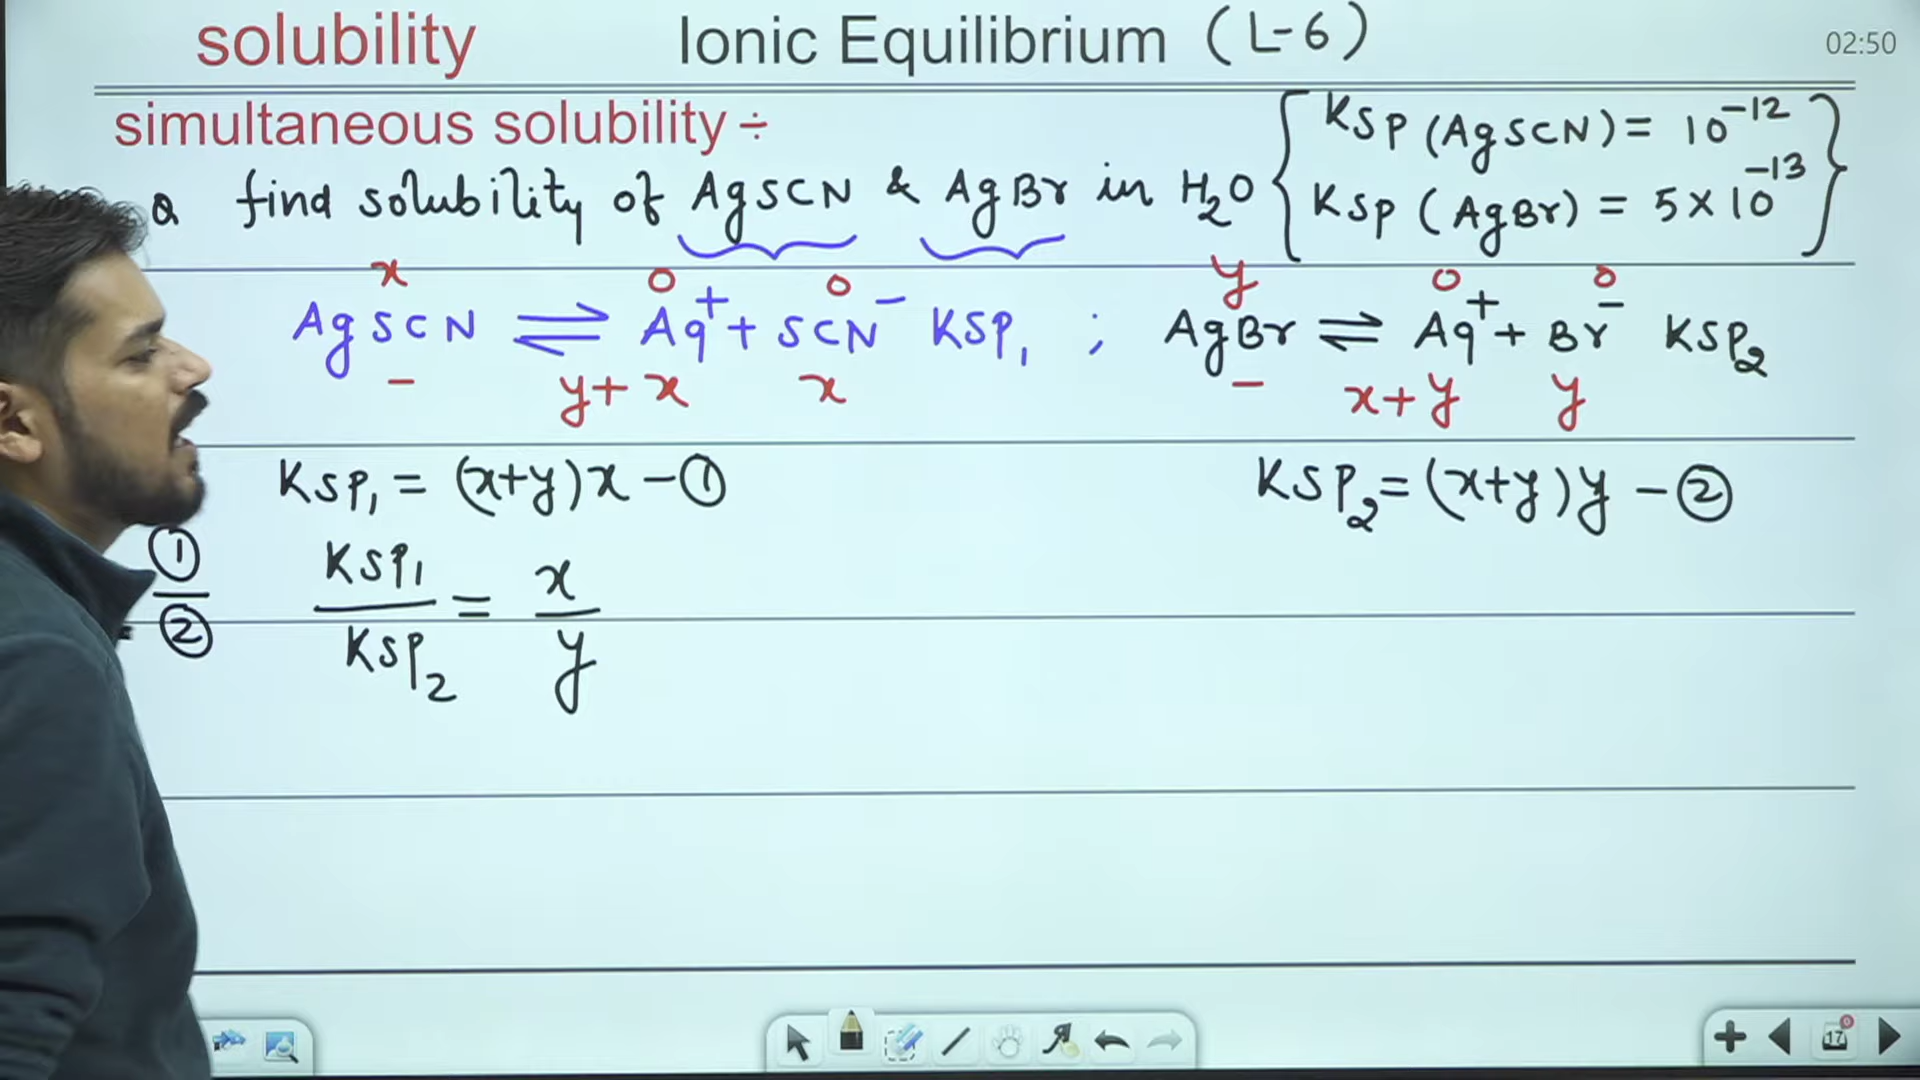 solubility Ionic Equilibrium (L-6) 02:50
simultaneous solubility ÷
Q find solubility of AgSCN & AgBr in H₂O { KSP (AgSCN) = 10⁻¹²
KSP (AgBr) = 5×10⁻¹³ }
x 0 0 y 0 0
AgSCN ⇌ Ag⁺ + SCN⁻ KSP₁ ; AgBr ⇌ Ag⁺ + Br⁻ KSP₂
– y+x x – x+y y
KSP₁ = (x+y)x – ① KSP₂ = (x+y)y – ②
①/② KSP₁/KSP₂ = x/y
17 0